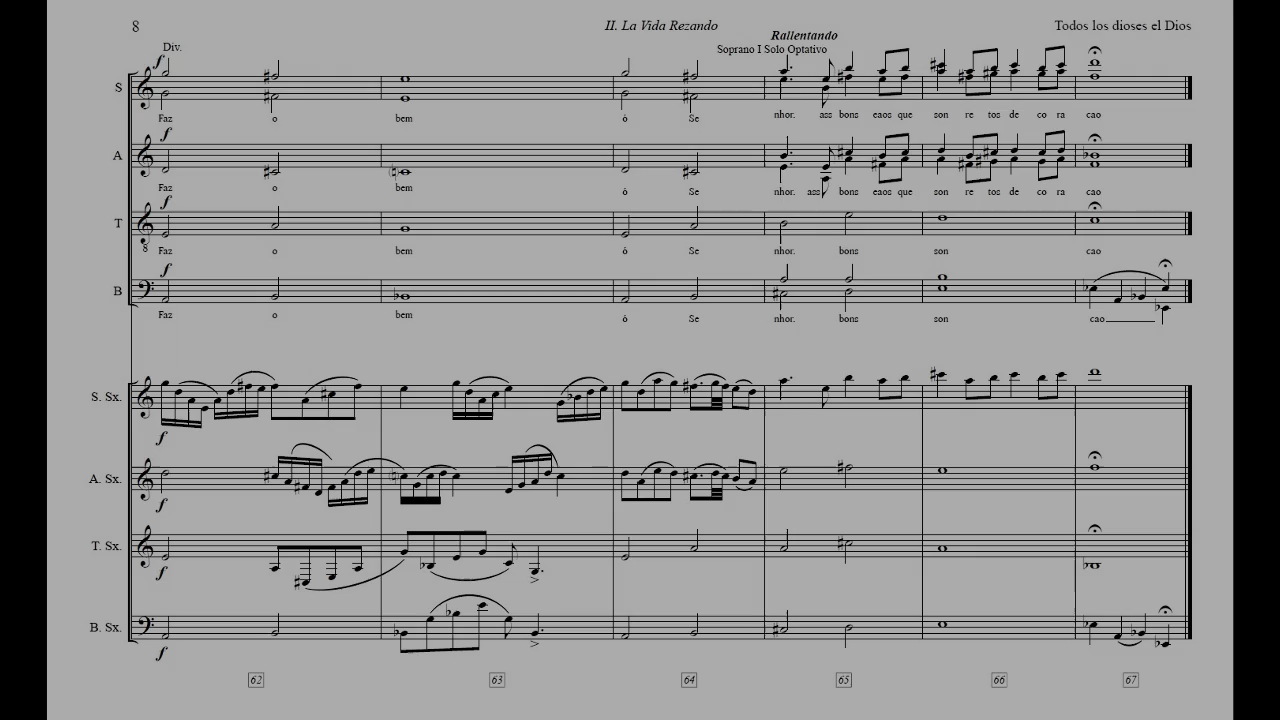 8 II. La Vida Rezando Todos los dioses el Dios
Rallentando
Div. Soprano I Solo Optativo
f
S
Faz o bem ò Se nhor. ass bons eaos que son re tos de co ra cao
f
A
Faz o bem ò Se nhor. ass bons eaos que son re tos de co ra cao
f
T
8
Faz o bem ò Se nhor. bons son cao
f
B
Faz o bem ò Se nhor. bons son cao
S. Sx.
f
A. Sx.
f
T. Sx.
f
B. Sx.
f
62 63 64 65 66 67